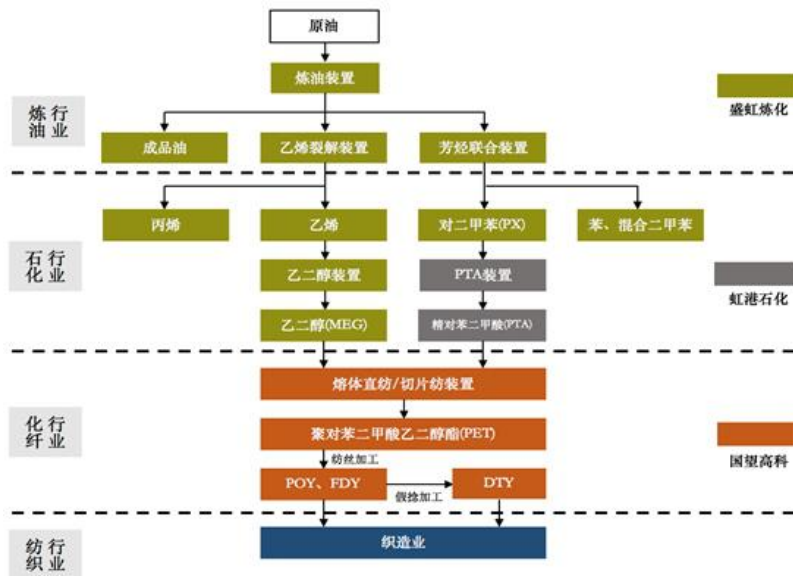 原油
炼油装置
炼 行
油 业
盛虹炼化
成品油
乙烯裂解装置
芳烃联合装置
丙烯
乙烯
对二甲苯(PX)
苯、混合二甲苯
石 行
化 业
乙二醇装置
PTA装置
虹港石化
乙二醇(MEG)
精对苯二甲酸(PTA)
熔体直纺/切片纺装置
化 行
纤 业
聚对苯二甲酸乙二醇酯(PET)
国望高科
纺丝加工
POY、FDY
假捻加工
DTY
纺 行
织 业
织造业